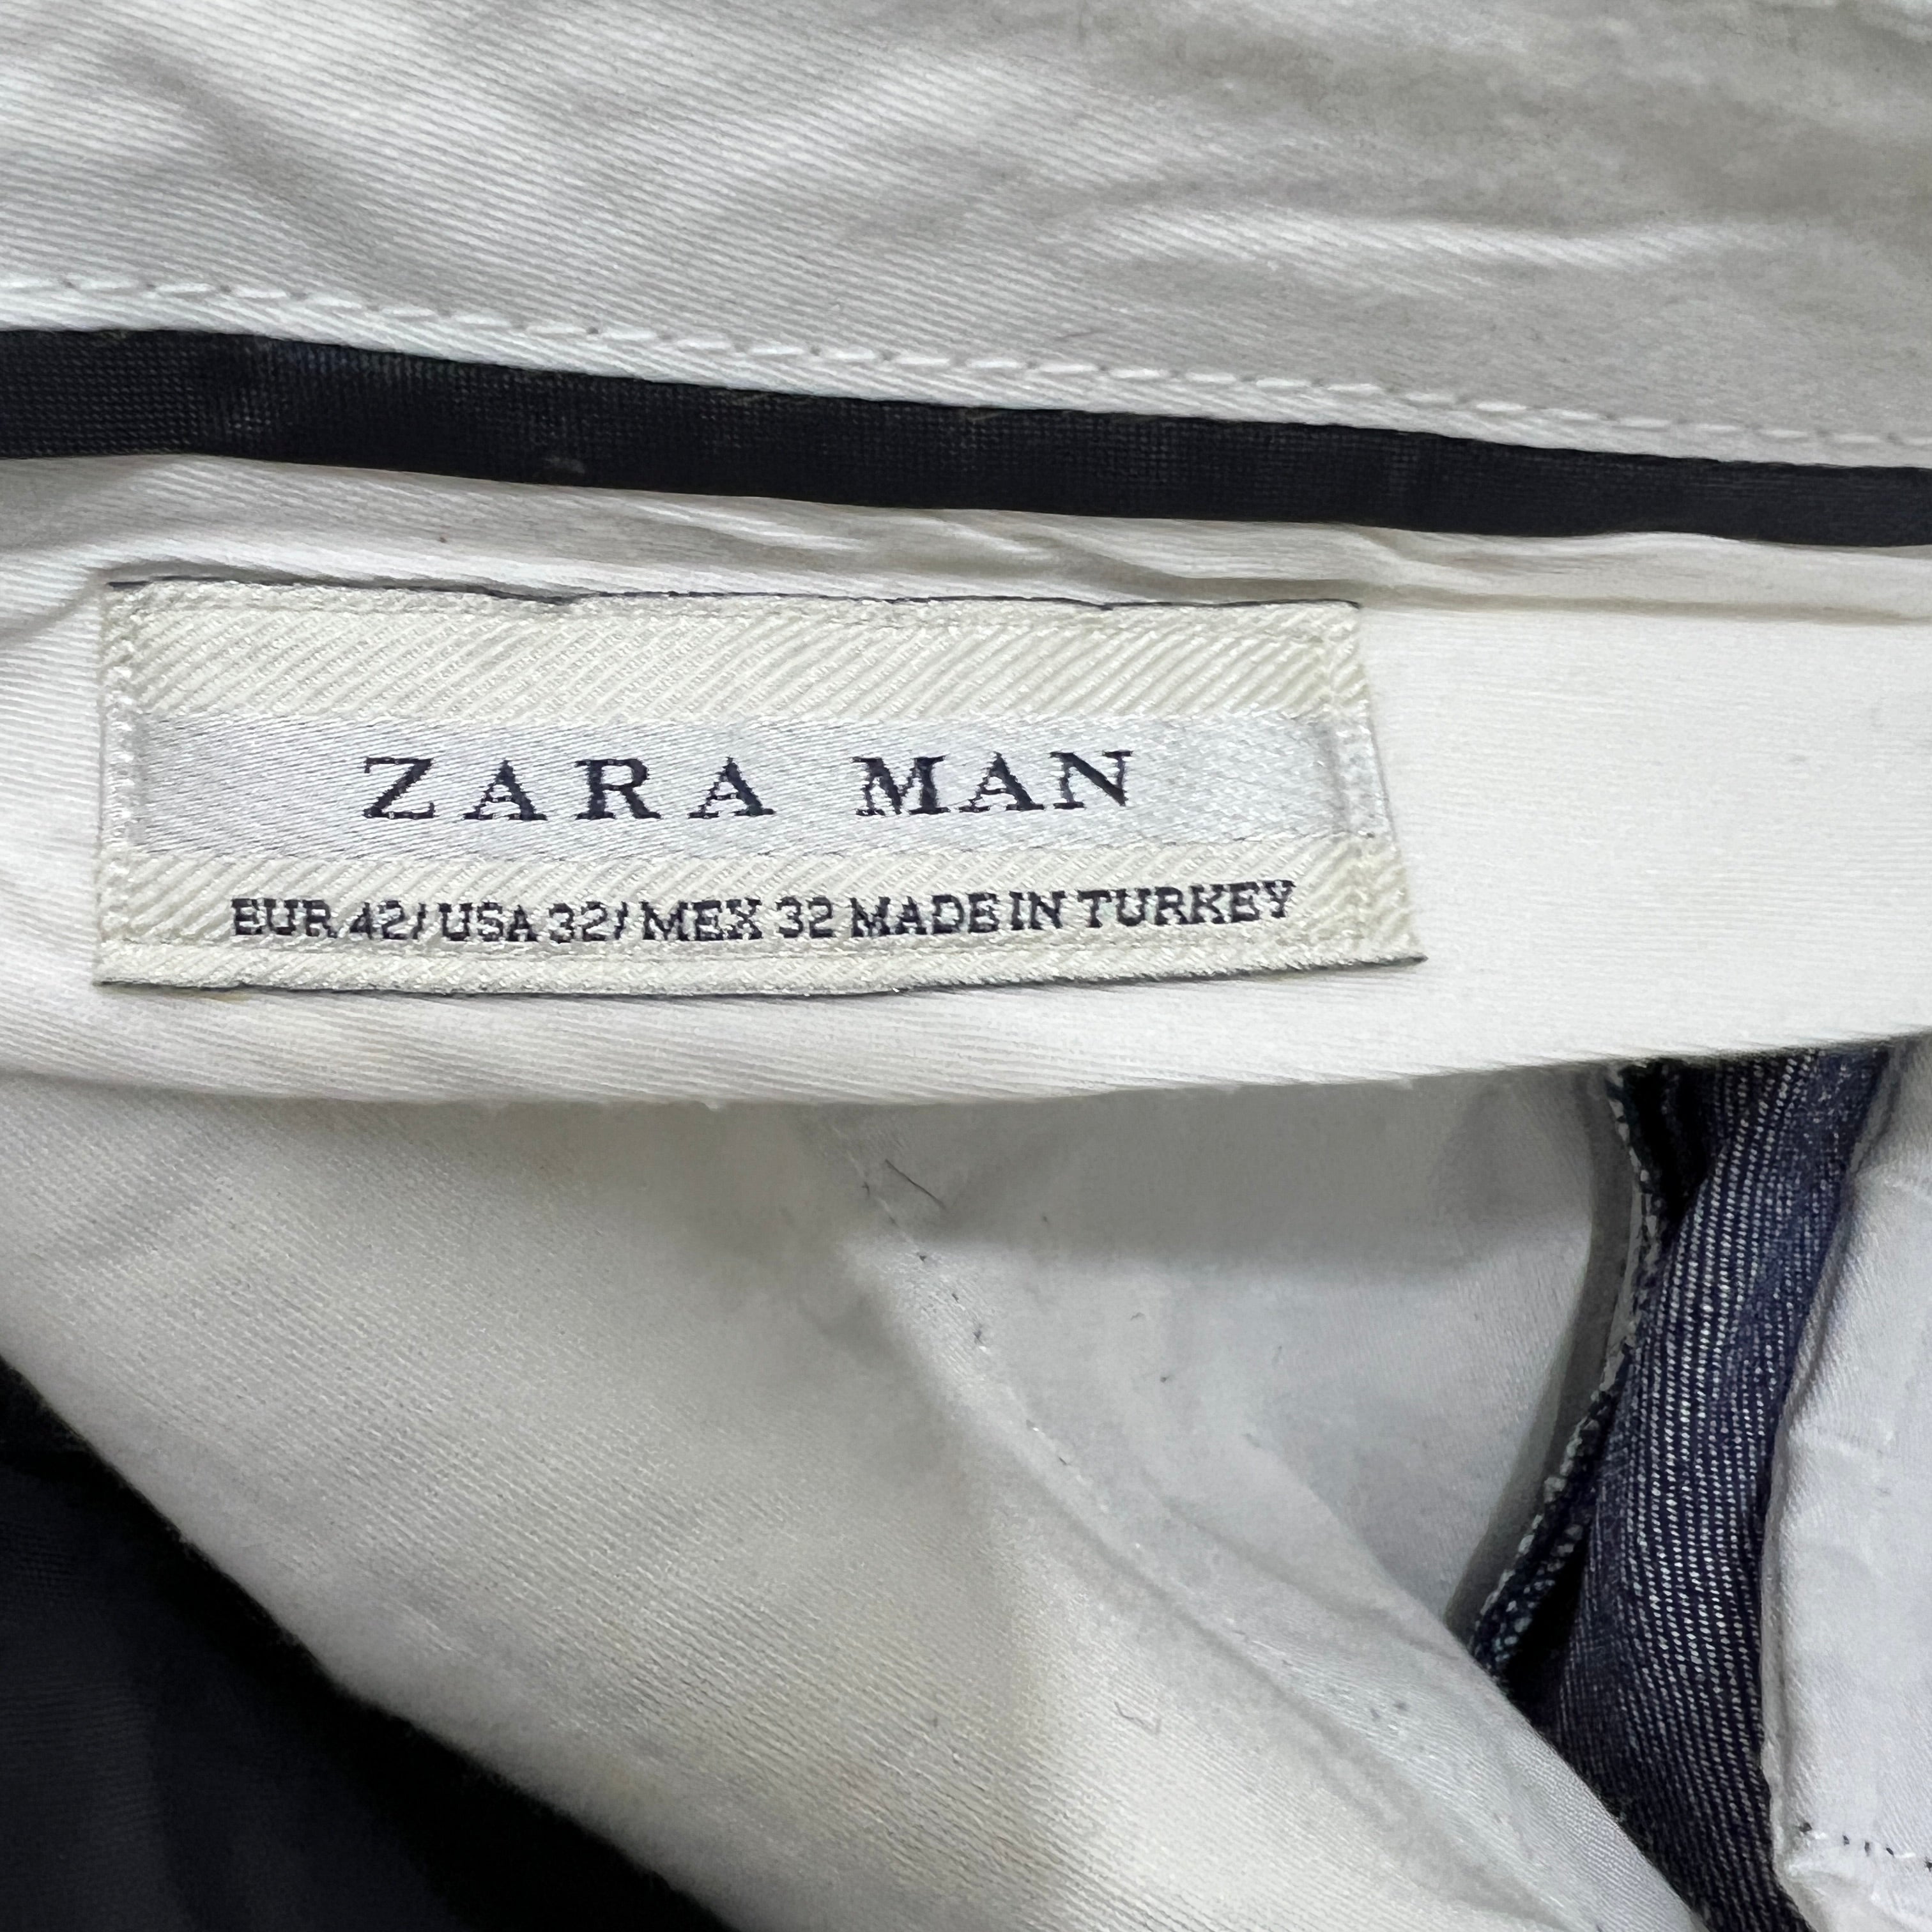 ZARA MAN
EUR 42/ USA 32/ MEX 32 MADE IN TURKEY